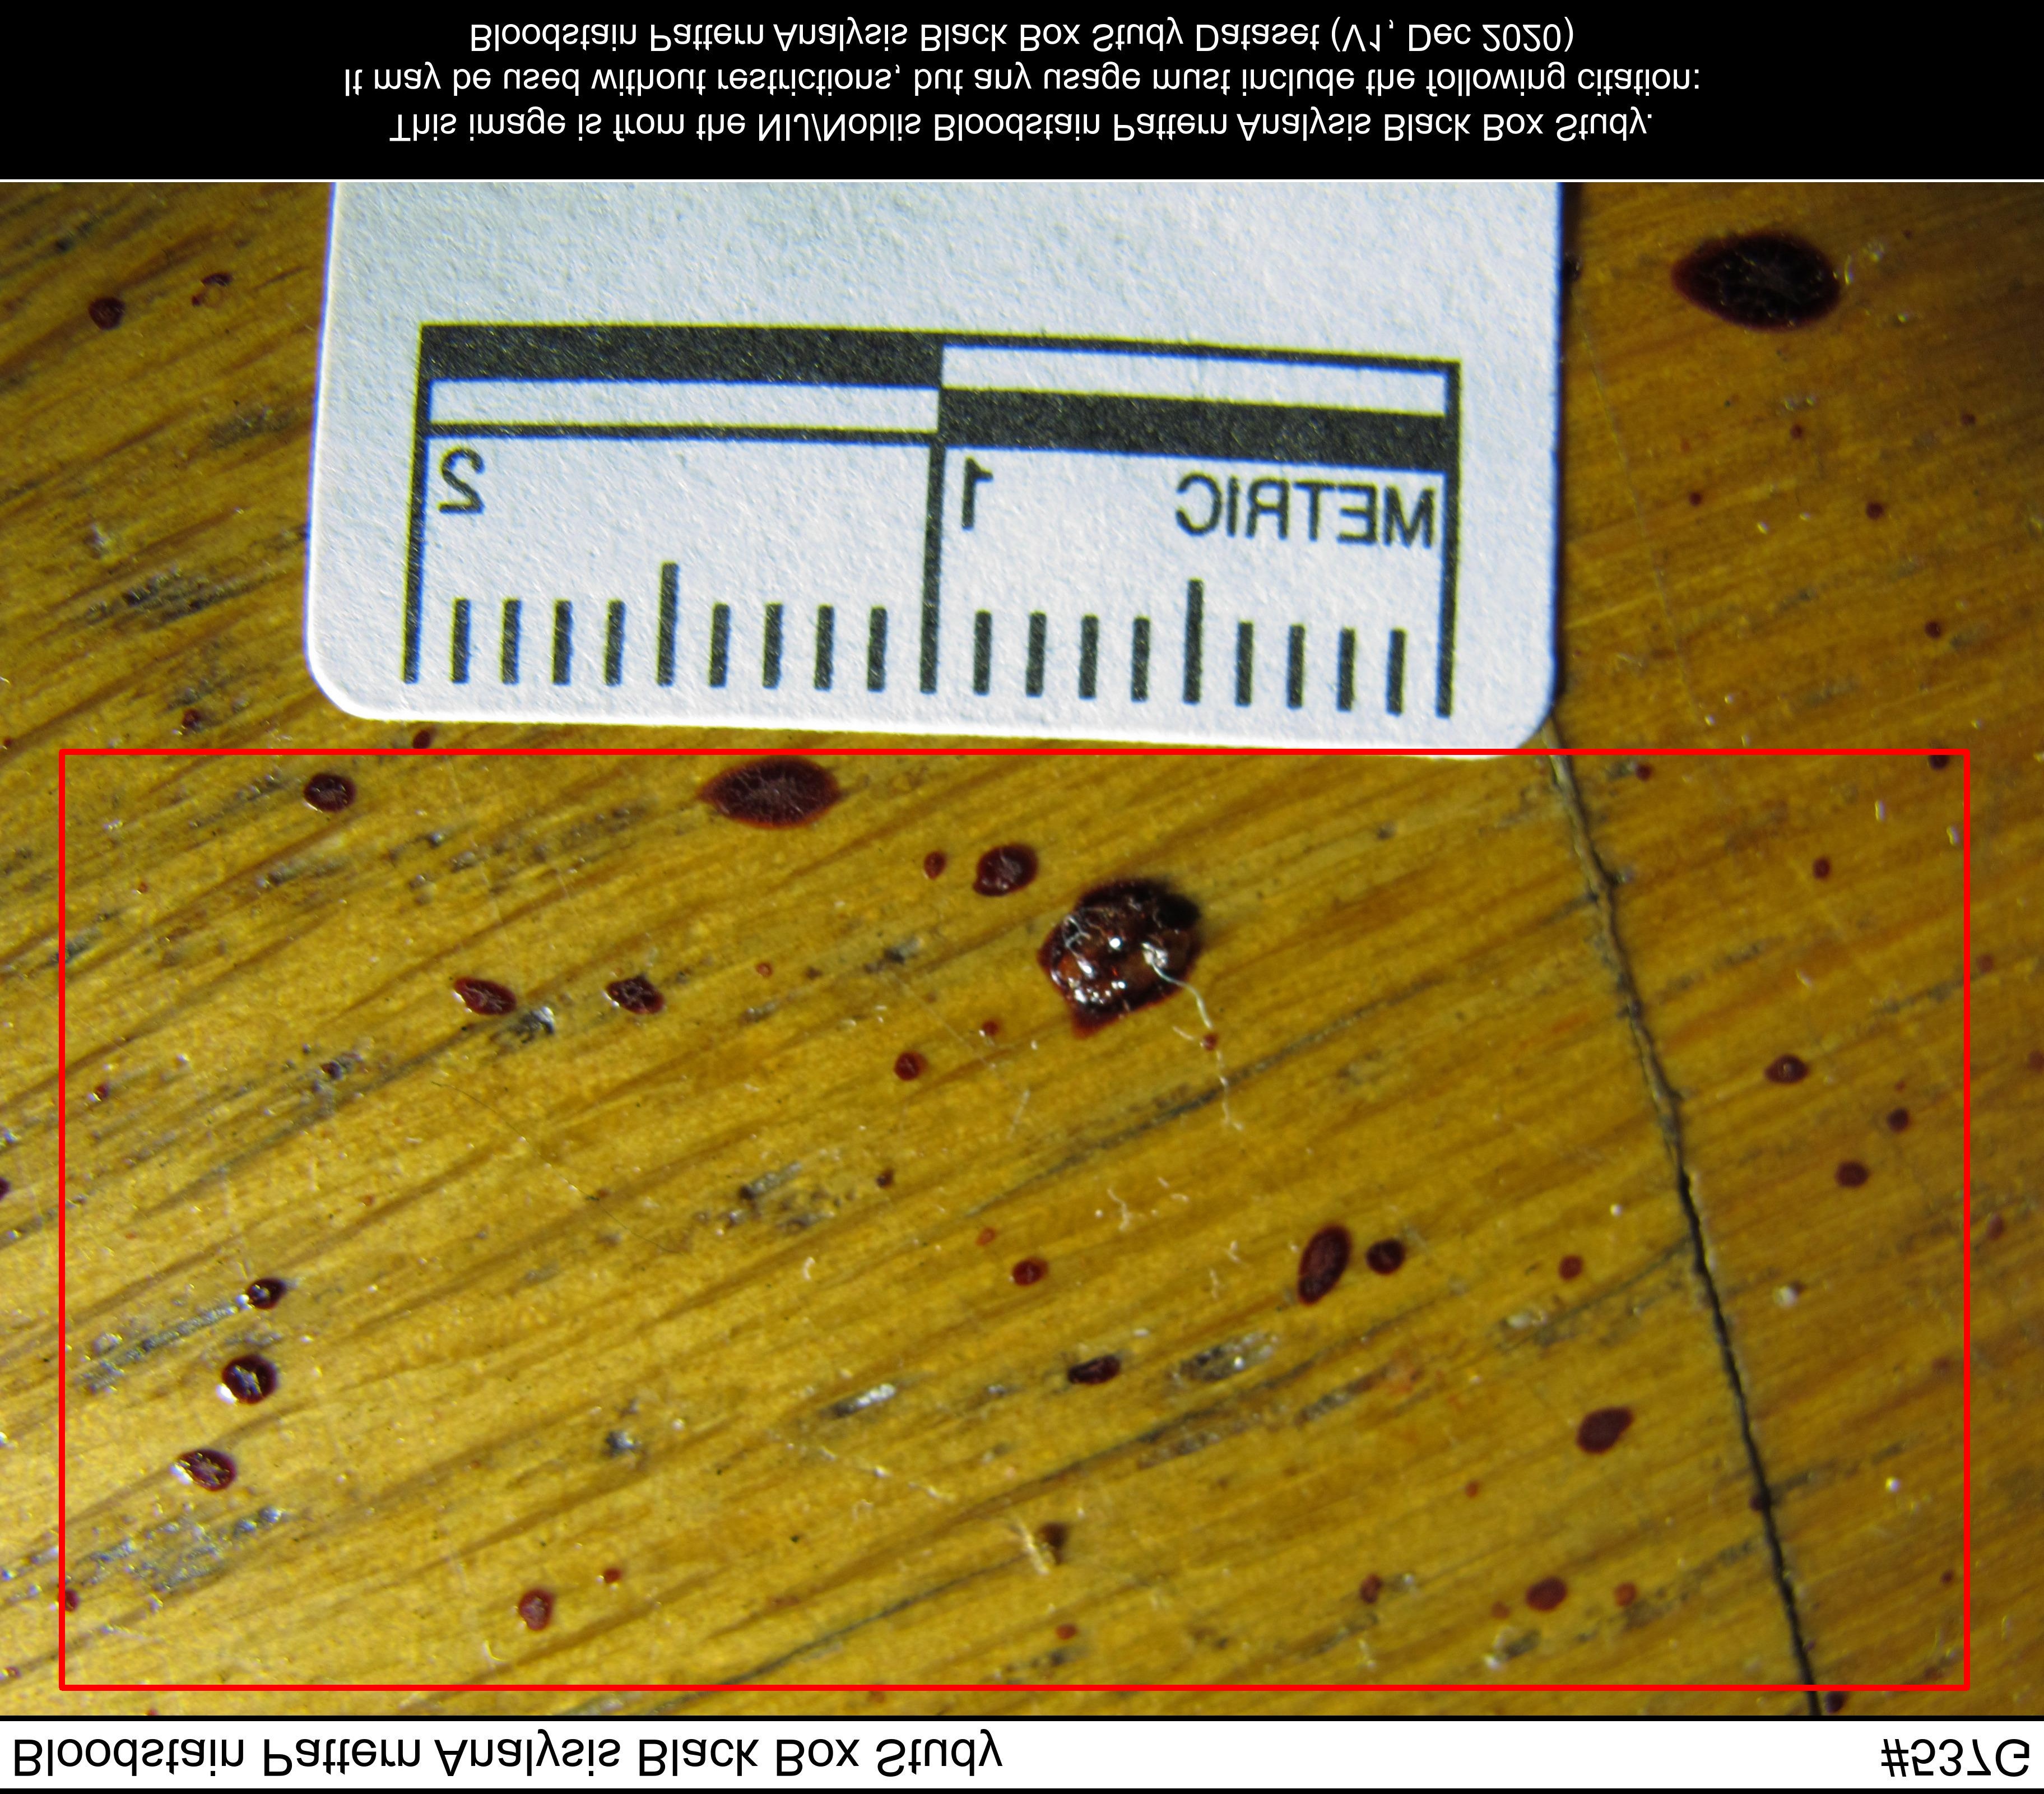 Bloodstain Pattern Analysis Black Box Study #537G
METRIC 1 2
This image is from the NIJ/Noblis Bloodstain Pattern Analysis Black Box Study.
It may be used without restrictions, but any usage must include the following citation:
Bloodstain Pattern Analysis Black Box Study Dataset (V1, Dec 2020)